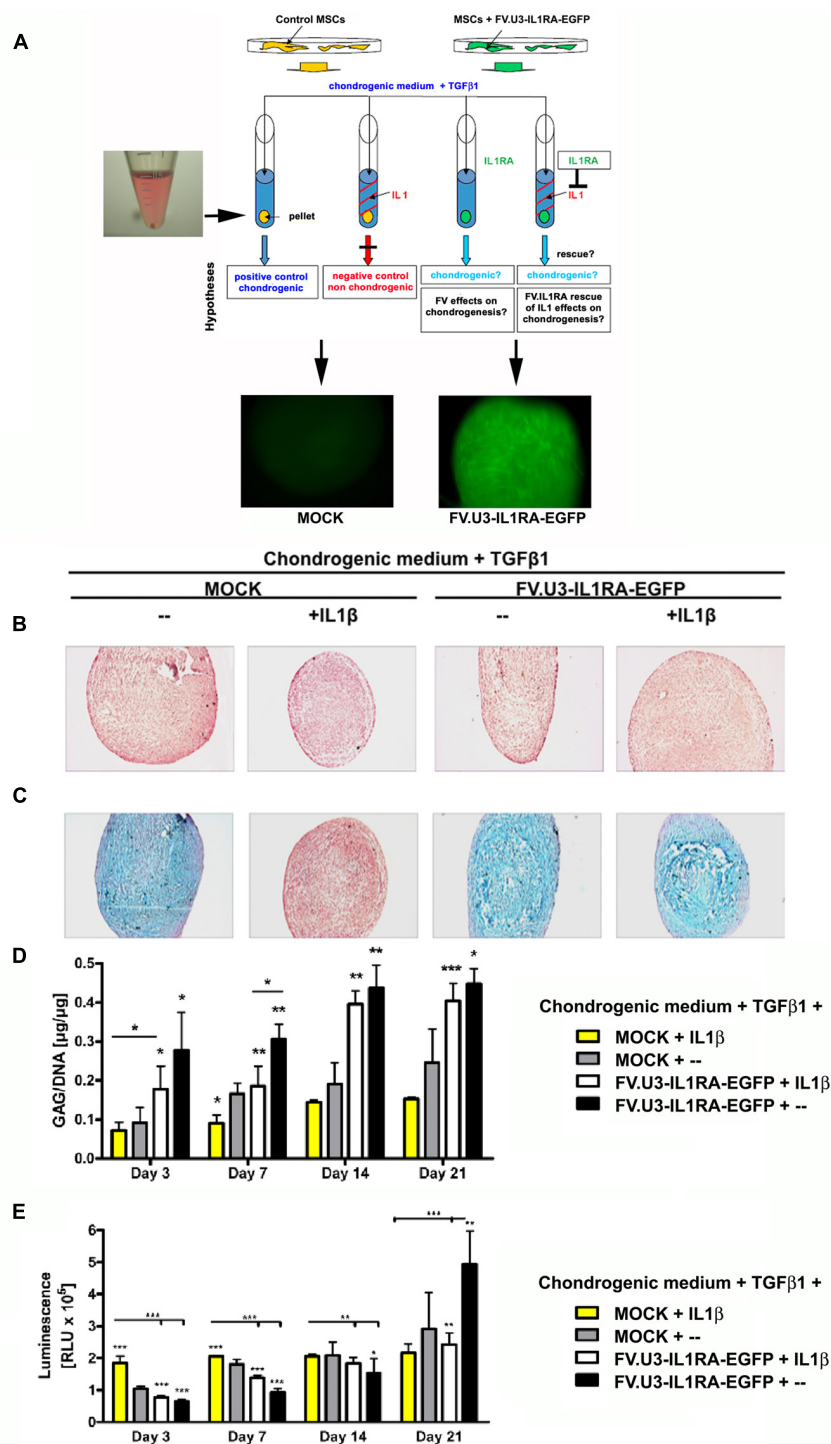 A
Control MSCs
MSCs + FV.U3-IL1RA-EGFP
chondrogenic medium + TGFβ1
IL1RA
IL1RA
IL 1
IL 1
pellet
rescue?
Hypotheses
positive control
chondrogenic
negative control
non chondrogenic
chondrogenic?
chondrogenic?
FV effects on
chondrogenesis?
FV.IL1RA rescue
of IL1 effects on
chondrogenesis?
MOCK
FV.U3-IL1RA-EGFP
Chondrogenic medium + TGFβ1
MOCK
FV.U3-IL1RA-EGFP
B
--
+IL1β
--
+IL1β
C
D
GAG/DNA [µg/µg]
0.5
0.4
0.3
0.2
0.1
0.0
* * *
* ** * **
** **
*** *
Day 3 Day 7 Day 14 Day 21
Chondrogenic medium + TGFβ1 +
MOCK + IL1β
MOCK + --
FV.U3-IL1RA-EGFP + IL1β
FV.U3-IL1RA-EGFP + --
E
Luminescence
[RLU x 10⁵]
6
5
4
3
2
1
0
*** *** *** ***
*** *** *** ***
** *
*** ** **
Day 3 Day 7 Day 14 Day 21
Chondrogenic medium + TGFβ1 +
MOCK + IL1β
MOCK + --
FV.U3-IL1RA-EGFP + IL1β
FV.U3-IL1RA-EGFP + --